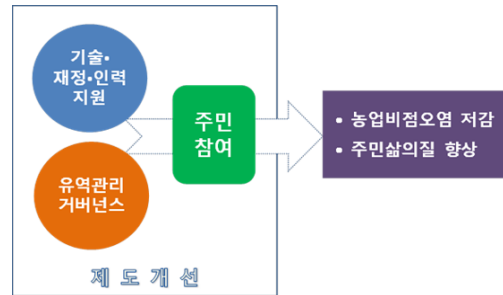 기술•
재정•인력
지원
유역관리
거버넌스
주민
참여
• 농업비점오염 저감
• 주민삶의질 향상
제 도 개 선